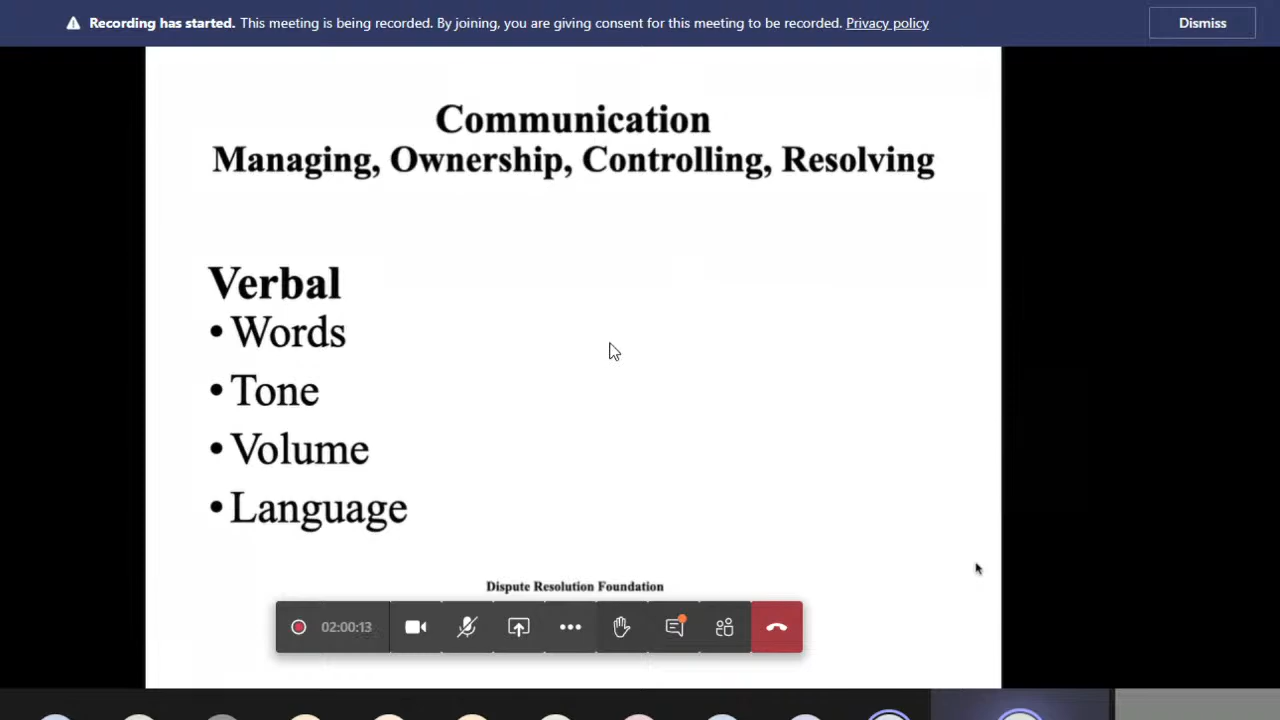 Recording has started. This meeting is being recorded. By joining, you are giving consent for this meeting to be recorded. Privacy policy
Dismiss
Communication
Managing, Ownership, Controlling, Resolving
Verbal
• Words
• Tone
• Volume
• Language
Dispute Resolution Foundation
02:00:13